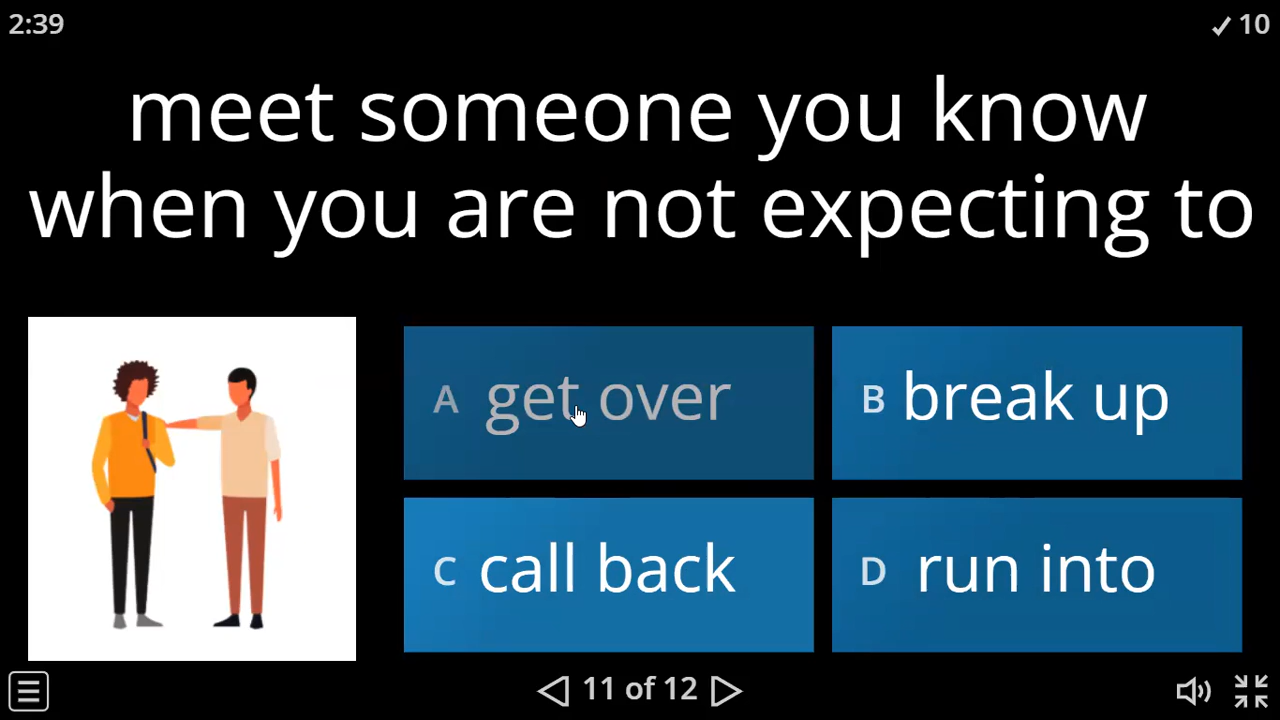 2:39
✓10
meet someone you know
when you are not expecting to
A get over
B break up
C call back
D run into
11 of 12